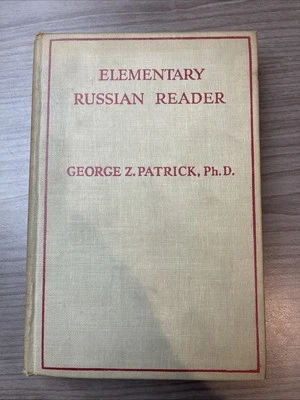 ELEMENTARY
RUSSIAN READER
GEORGE Z. PATRICK, Ph.D.